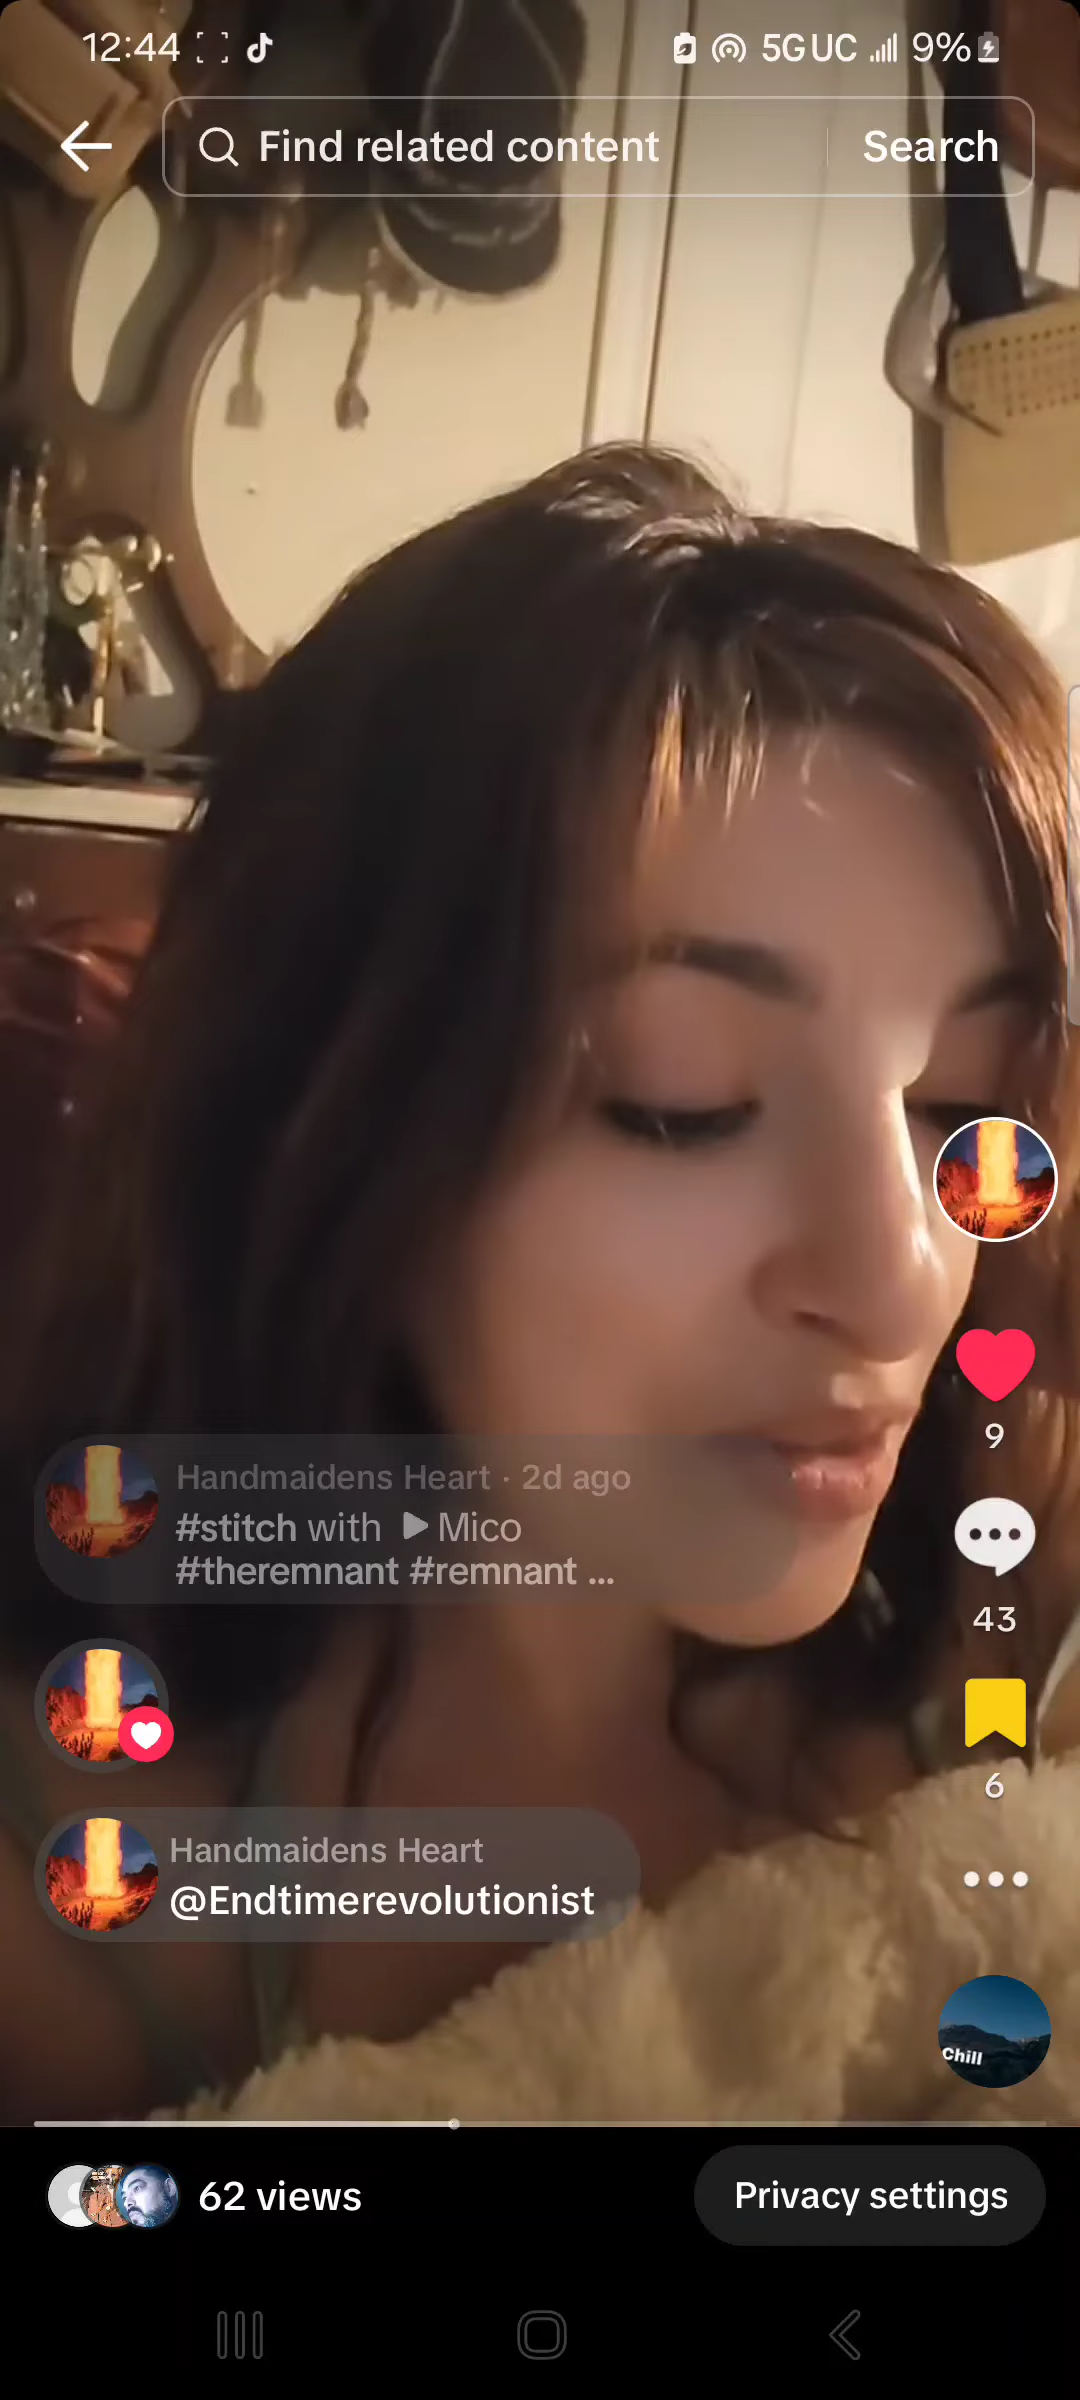 12:44 5G UC 9%
Find related content Search
9
Handmaidens Heart · 2d ago
#stitch with Mico
#theremnant #remnant ...
43
6
Handmaidens Heart
@Endtimerevolutionist
Chill
62 views Privacy settings